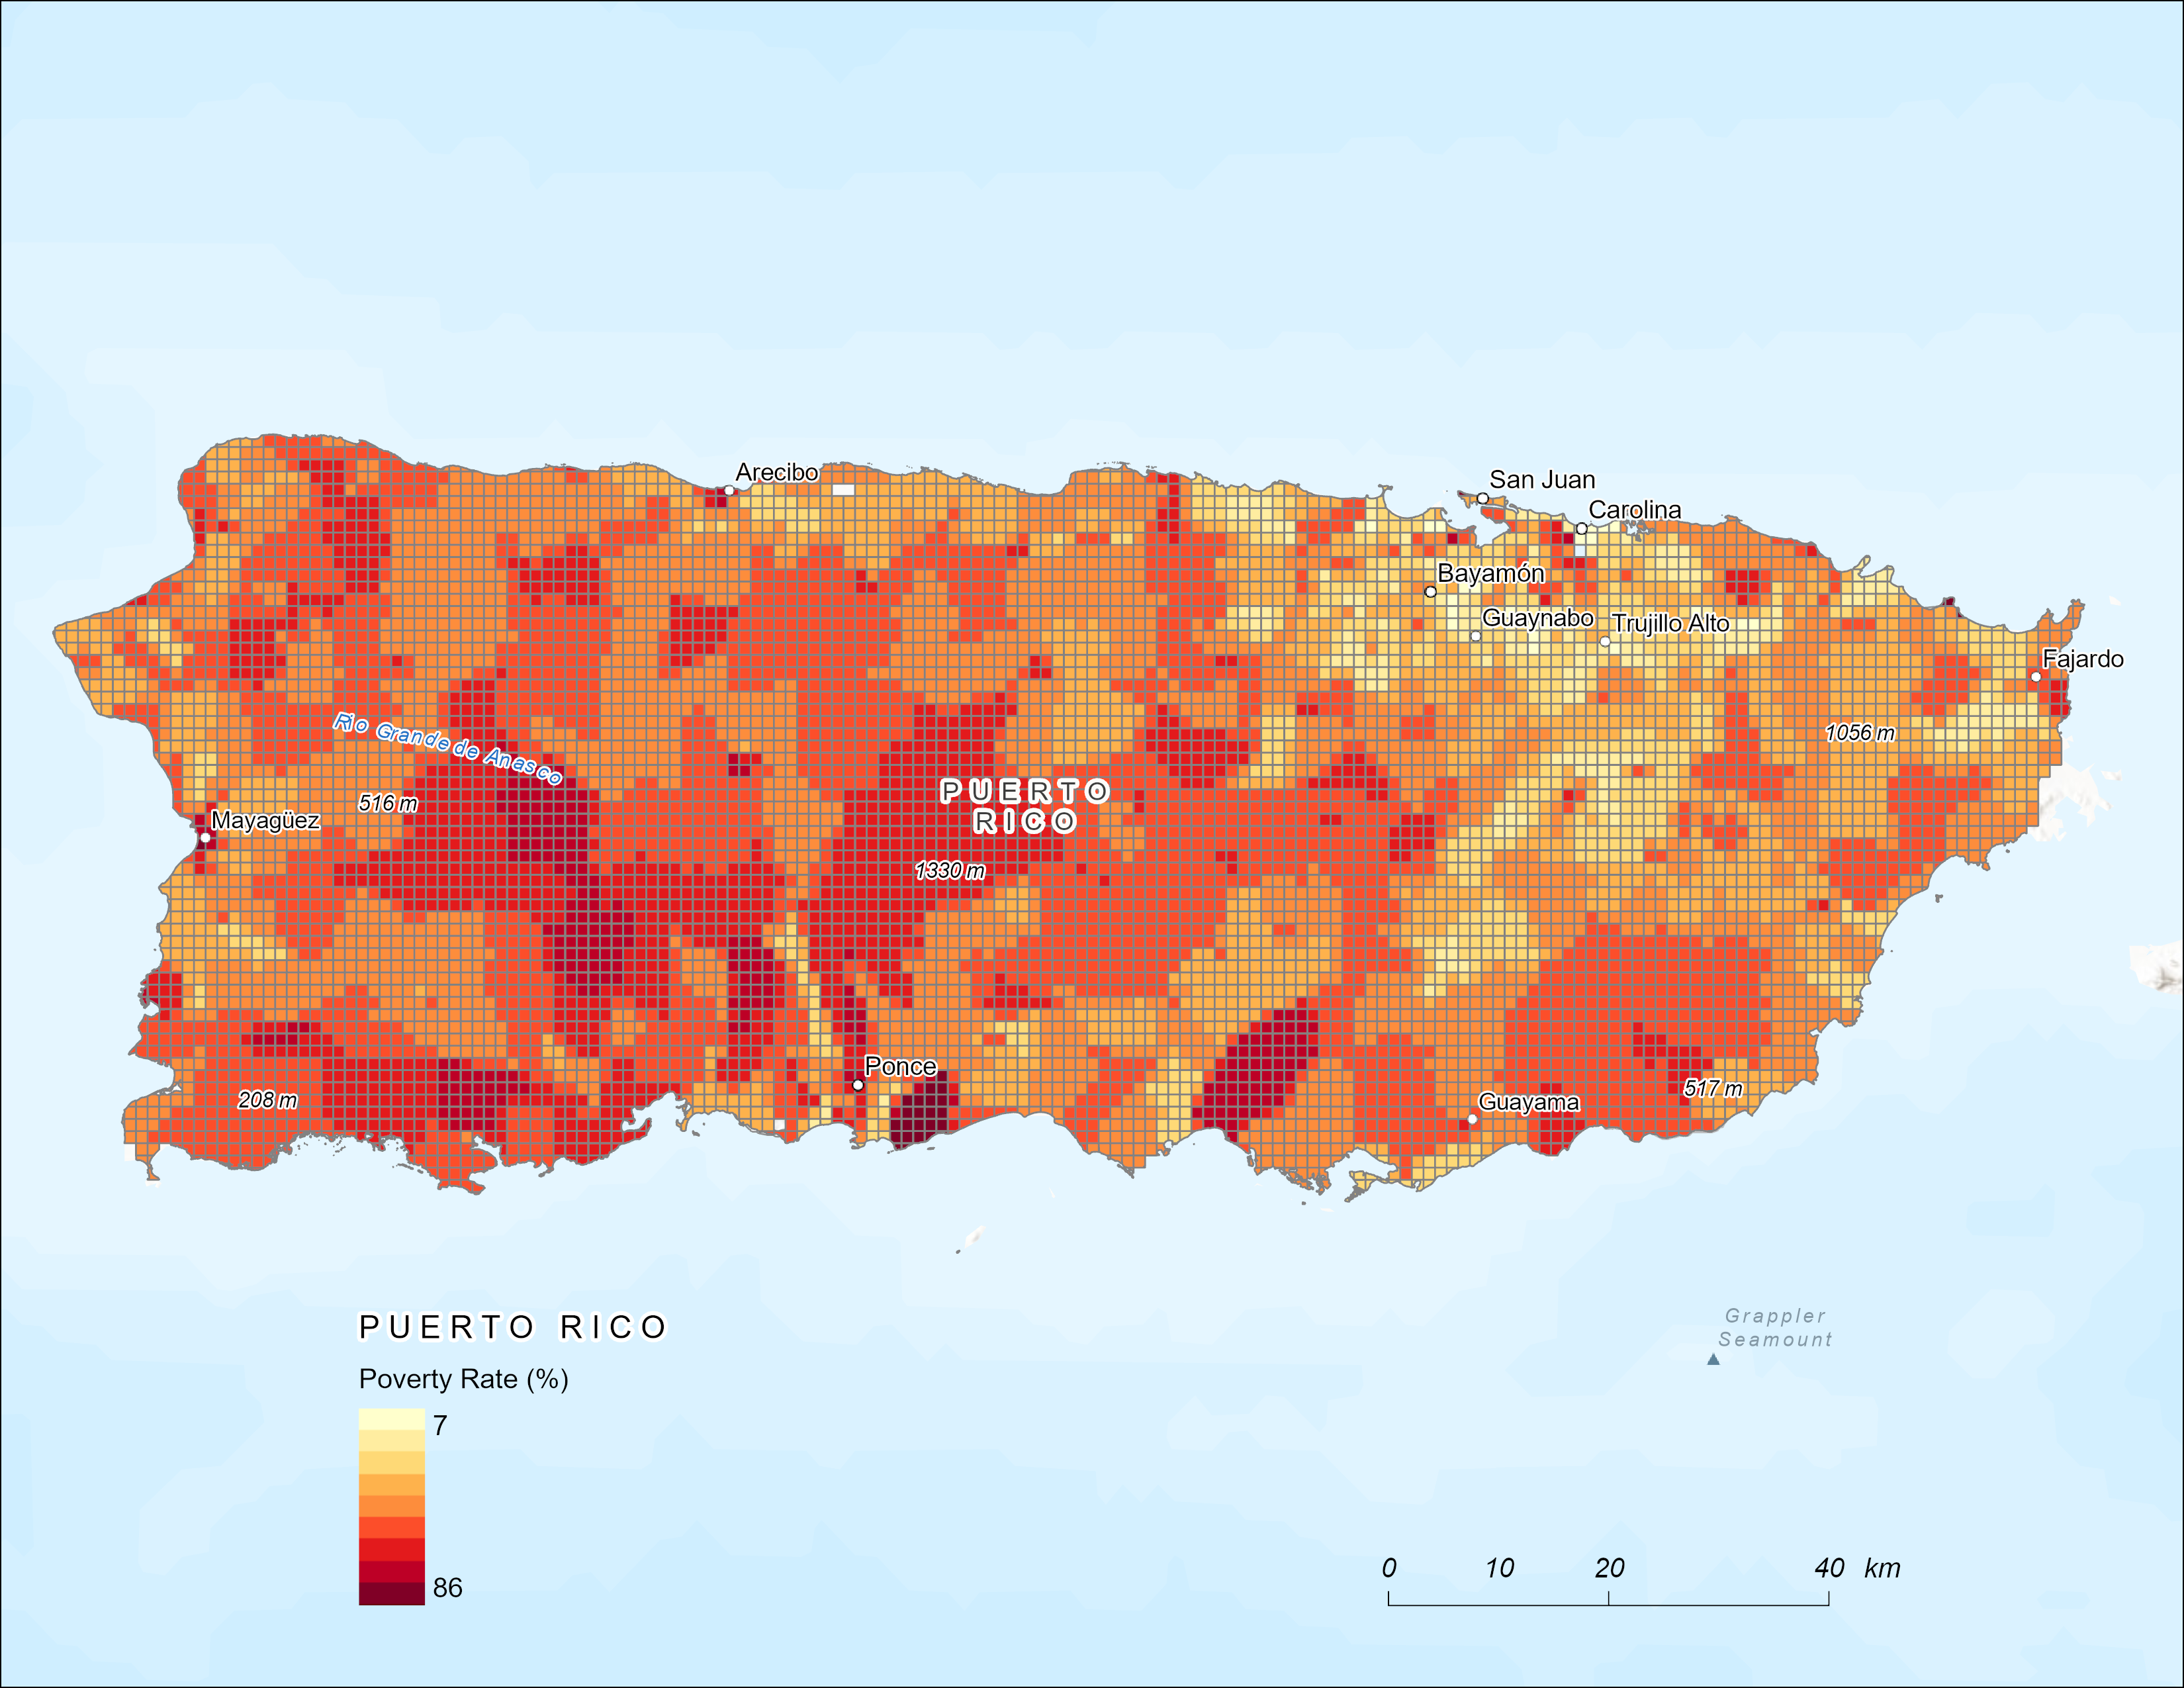 Arecibo
San Juan
Carolina
Bayamón
Guaynabo
Trujillo Alto
Fajardo
Rio Grande de Anasco
1056 m
516 m
PUERTO
RICO
Mayagüez
1330 m
Ponce
208 m
517 m
Guayama
Grappler
Seamount
PUERTO RICO
Poverty Rate (%)
7
86
0 10 20 40 km